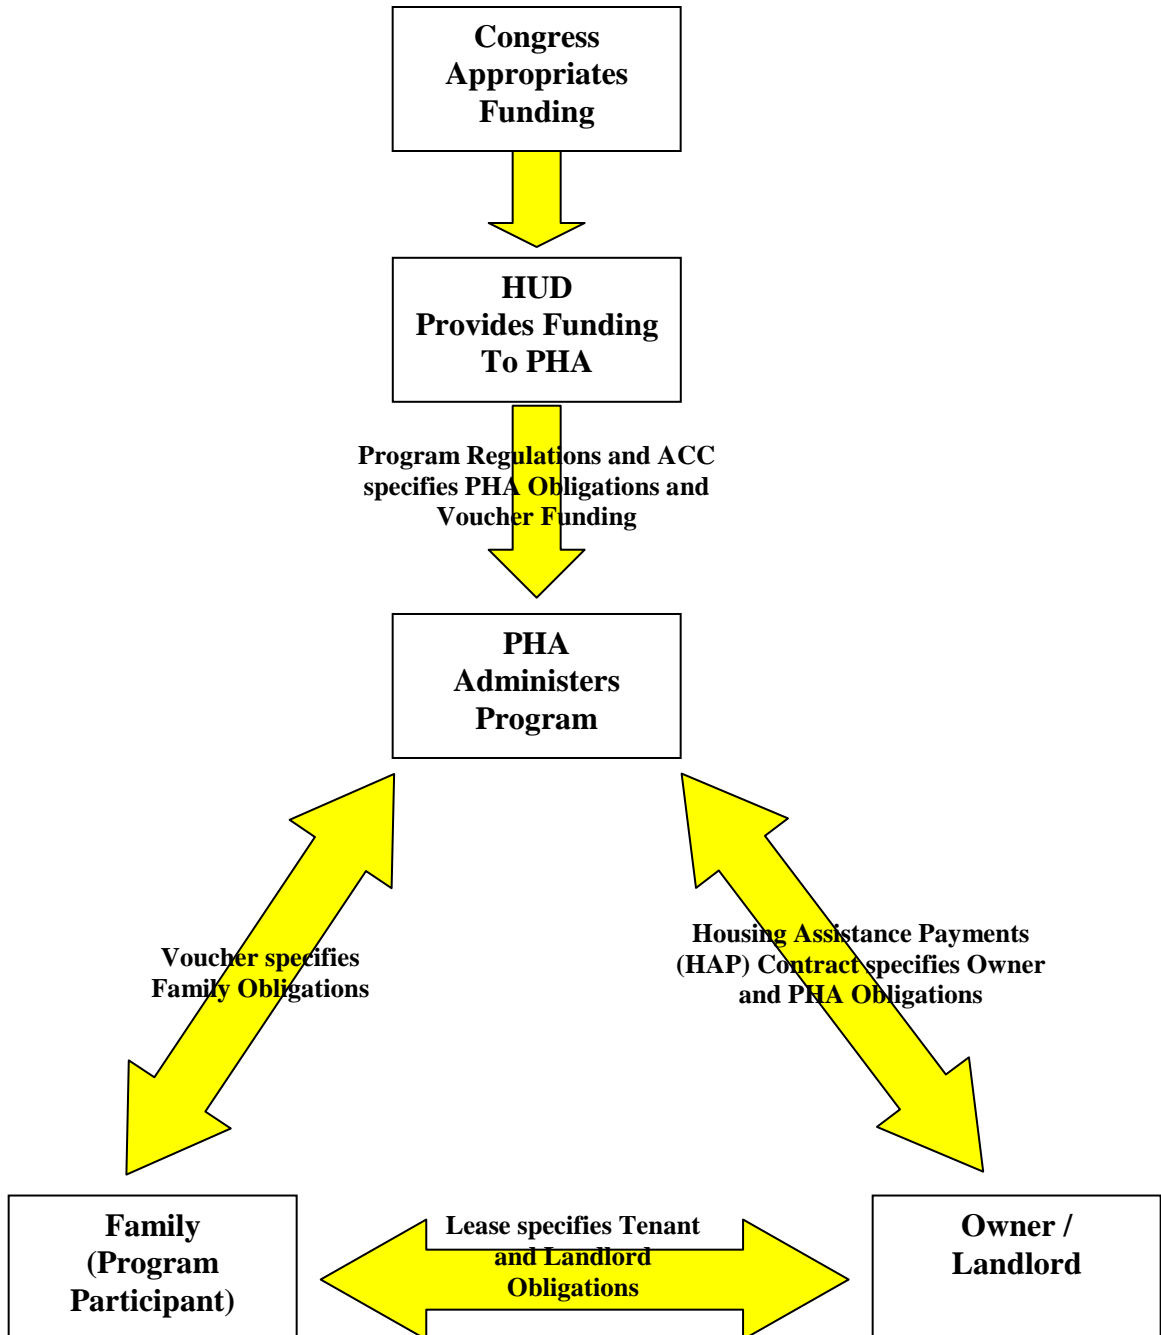 Congress
Appropriates
Funding
HUD
Provides Funding
To PHA
Program Regulations and ACC
specifies PHA Obligations and
Voucher Funding
PHA
Administers
Program
Voucher specifies
Family Obligations
Housing Assistance Payments
(HAP) Contract specifies Owner
and PHA Obligations
Family
(Program
Participant)
Lease specifies Tenant
and Landlord
Obligations
Owner /
Landlord